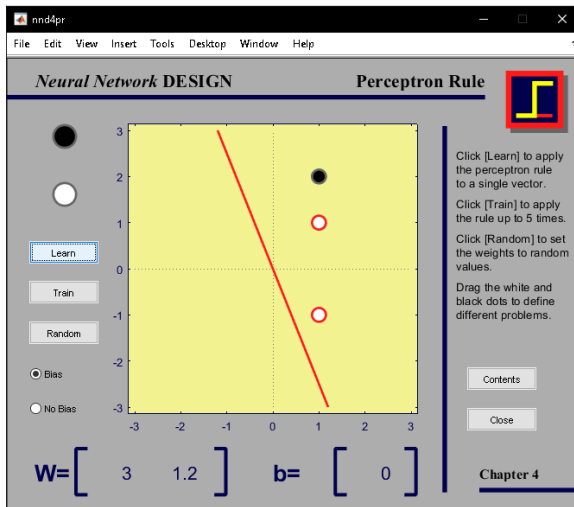 nnd4pr
File Edit View Insert Tools Desktop Window Help
Neural Network DESIGN
Perceptron Rule
Click [Learn] to apply
the perceptron rule
to a single vector.
Click [Train] to apply
the rule up to 5 times.
Click [Random] to set
the weights to random
values.
Drag the white and
black dots to define
different problems.
Learn
Train
Random
Bias
No Bias
3
2
1
0
-1
-2
-3
-3 -2 -1 0 1 2 3
Contents
Close
W= [ 3 1.2 ] b= [ 0 ]
Chapter 4